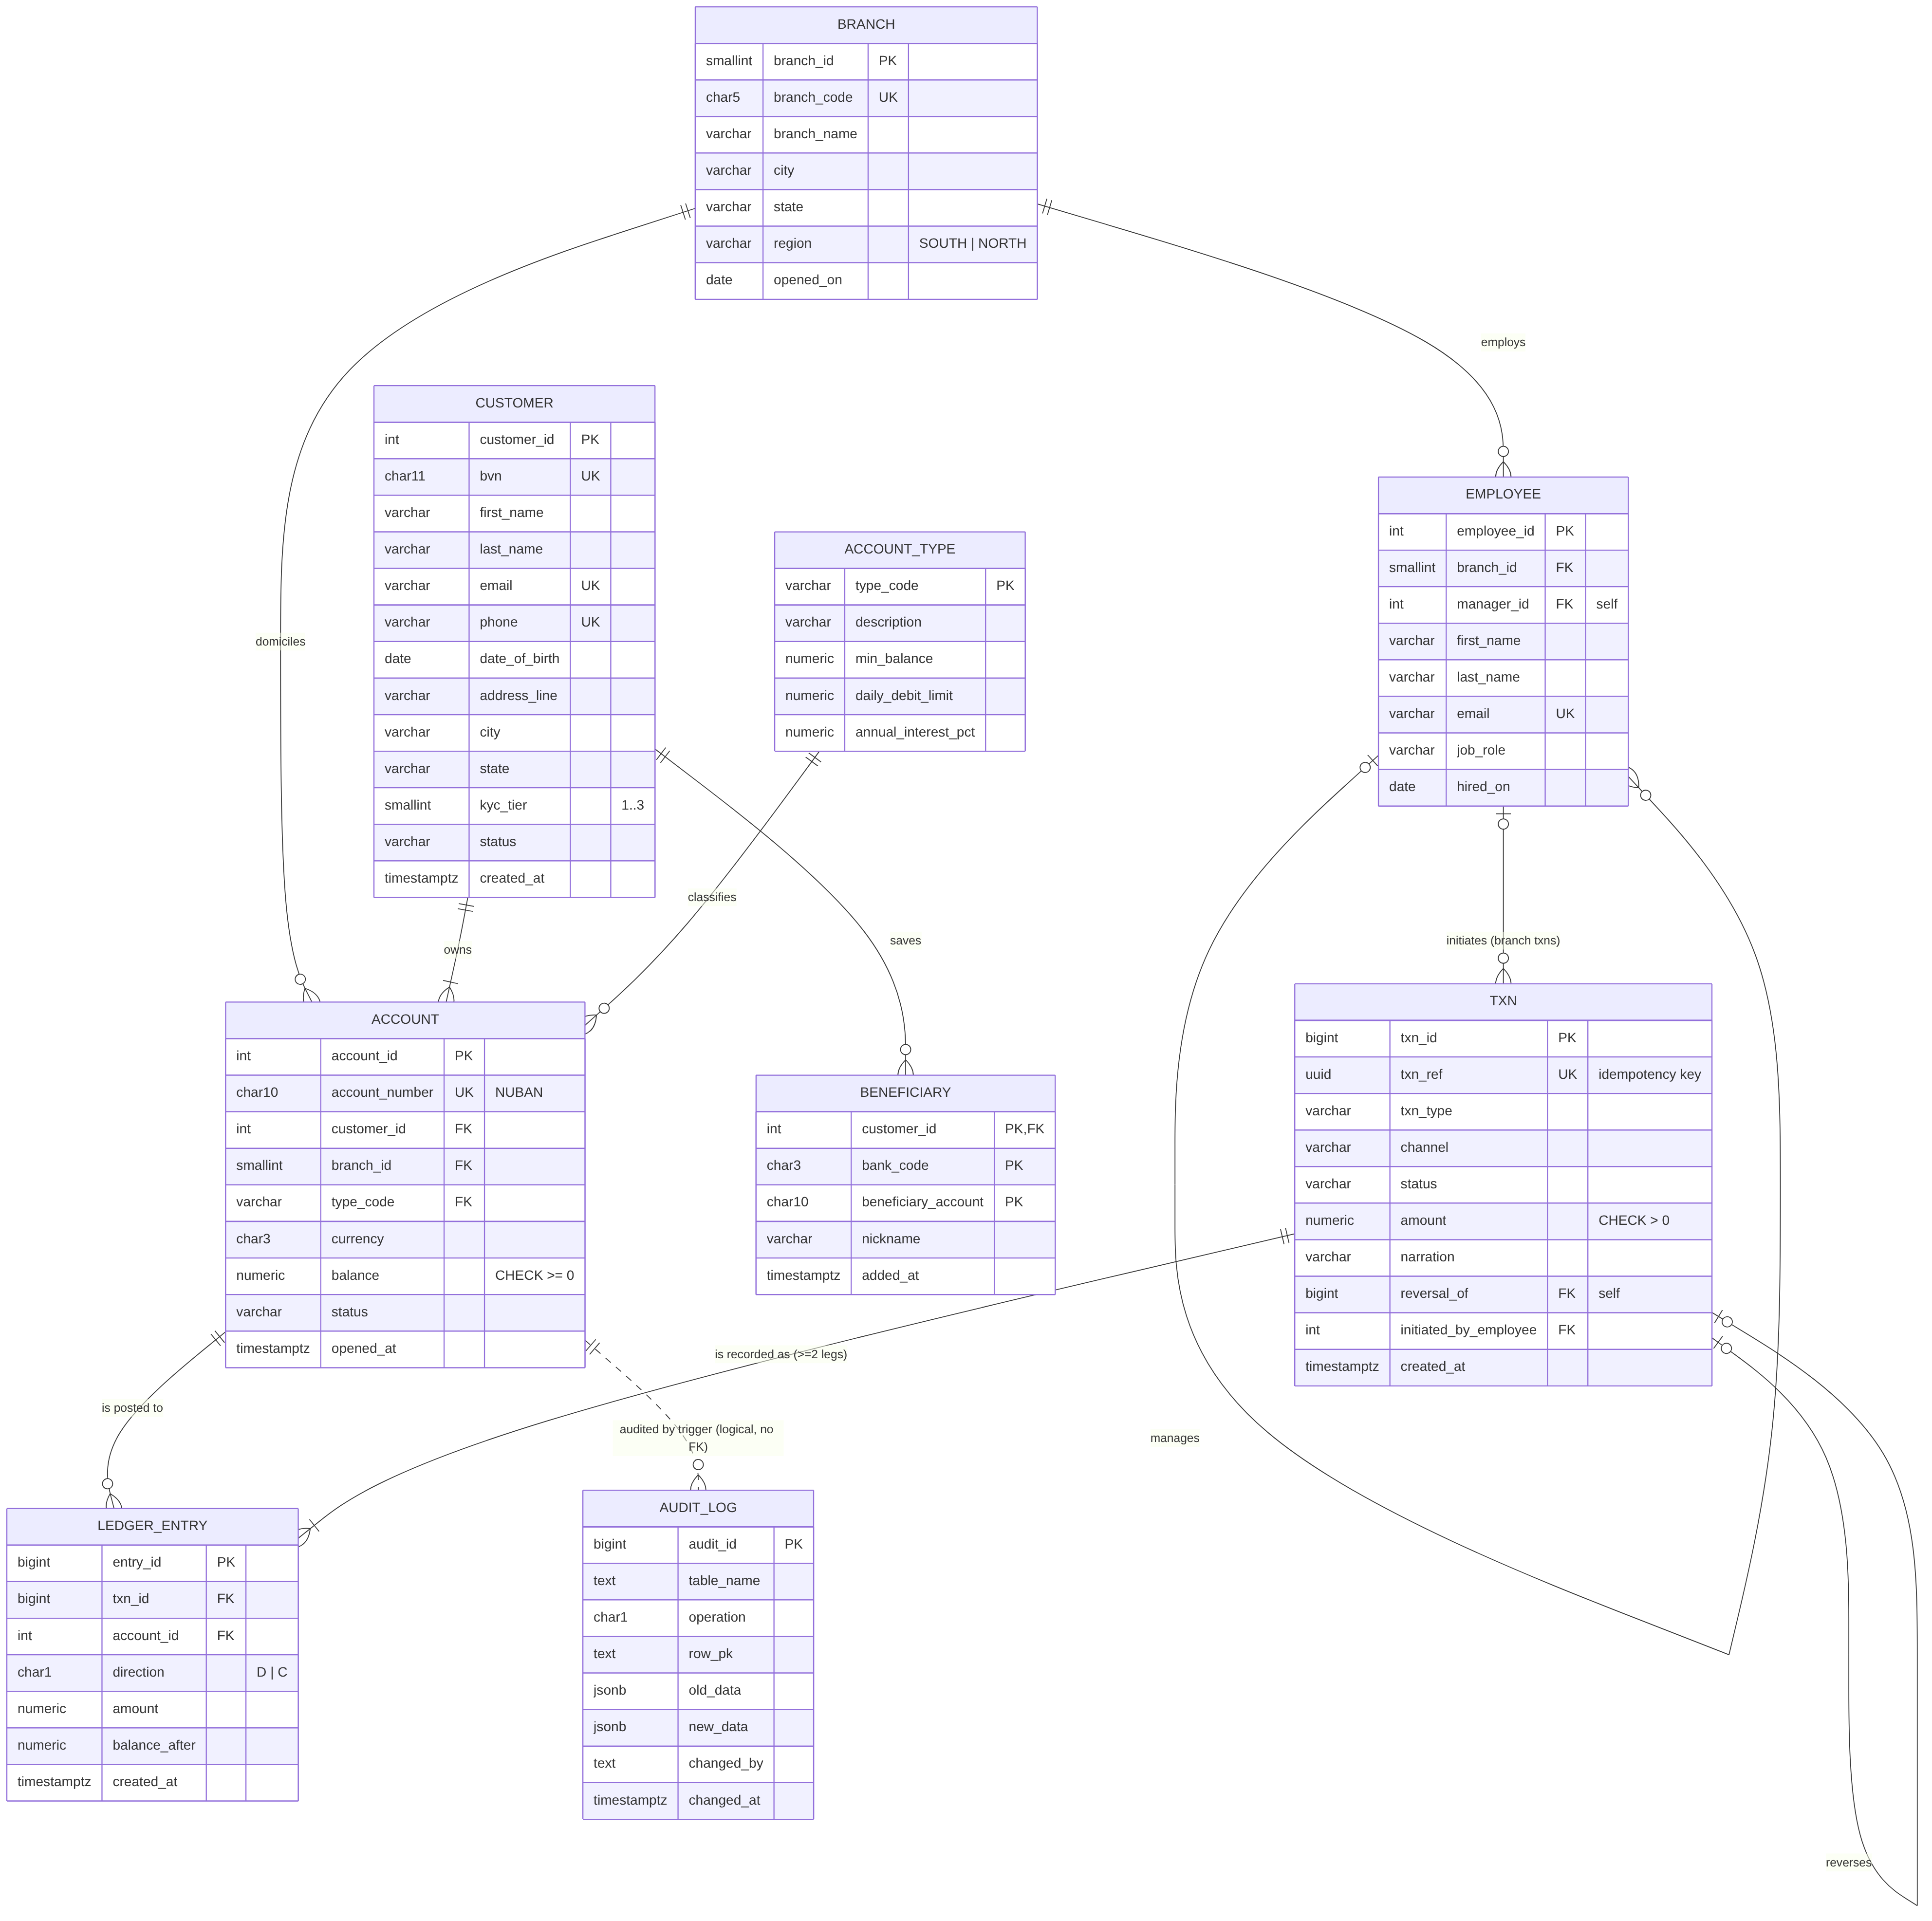 BRANCH
smallint branch_id PK
char5 branch_code UK
varchar branch_name
varchar city
varchar state
varchar region SOUTH | NORTH
date opened_on
employs
CUSTOMER
int customer_id PK
char11 bvn UK
varchar first_name
varchar last_name
varchar email UK
varchar phone UK
date date_of_birth
varchar address_line
varchar city
varchar state
smallint kyc_tier 1..3
varchar status
timestamptz created_at
ACCOUNT_TYPE
varchar type_code PK
varchar description
numeric min_balance
numeric daily_debit_limit
numeric annual_interest_pct
EMPLOYEE
int employee_id PK
smallint branch_id FK
int manager_id FK self
varchar first_name
varchar last_name
varchar email UK
varchar job_role
date hired_on
domiciles
classifies
saves
owns
initiates (branch txns)
ACCOUNT
int account_id PK
char10 account_number UK NUBAN
int customer_id FK
smallint branch_id FK
varchar type_code FK
char3 currency
numeric balance CHECK >= 0
varchar status
timestamptz opened_at
BENEFICIARY
int customer_id PK,FK
char3 bank_code PK
char10 beneficiary_account PK
varchar nickname
timestamptz added_at
TXN
bigint txn_id PK
uuid txn_ref UK idempotency key
varchar txn_type
varchar channel
varchar status
numeric amount CHECK > 0
varchar narration
bigint reversal_of FK self
int initiated_by_employee FK
timestamptz created_at
is recorded as (>=2 legs)
is posted to
audited by trigger (logical, no
FK)
manages
LEDGER_ENTRY
bigint entry_id PK
bigint txn_id FK
int account_id FK
char1 direction D | C
numeric amount
numeric balance_after
timestamptz created_at
AUDIT_LOG
bigint audit_id PK
text table_name
char1 operation
text row_pk
jsonb old_data
jsonb new_data
text changed_by
timestamptz changed_at
reverses